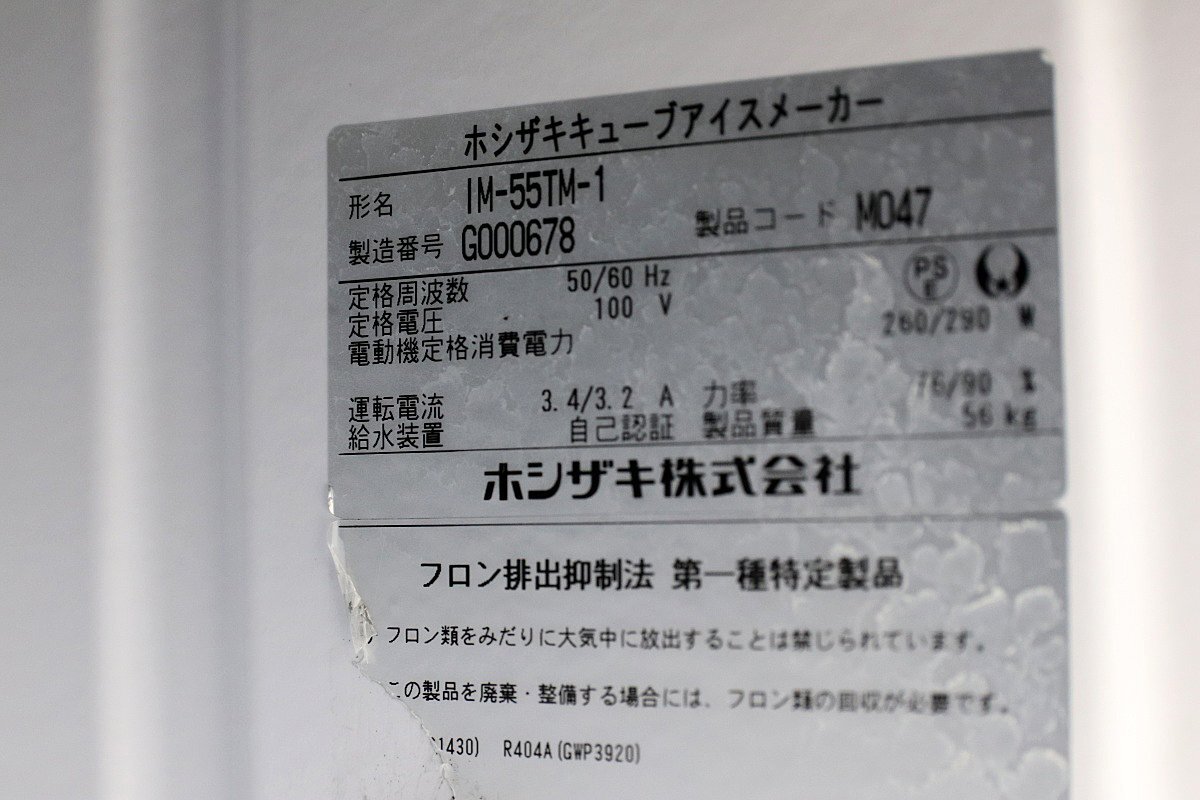 ホシザキキューブアイスメーカー
形名 IM-55TM-1
製造番号 G000678 製品コード M047
定格周波数 50/60 Hz
PS E
定格電圧 100 V
電動機定格消費電力 260/290 W
運転電流 3.4/3.2 A 力率 76/90 %
給水装置 自己認証 製品質量 56 kg
ホシザキ株式会社
フロン排出抑制法 第一種特定製品
フロン類をみだりに大気中に放出することは禁じられています。
この製品を廃棄・整備する場合には、フロン類の回収が必要です。
1430) R404A(GWP3920)